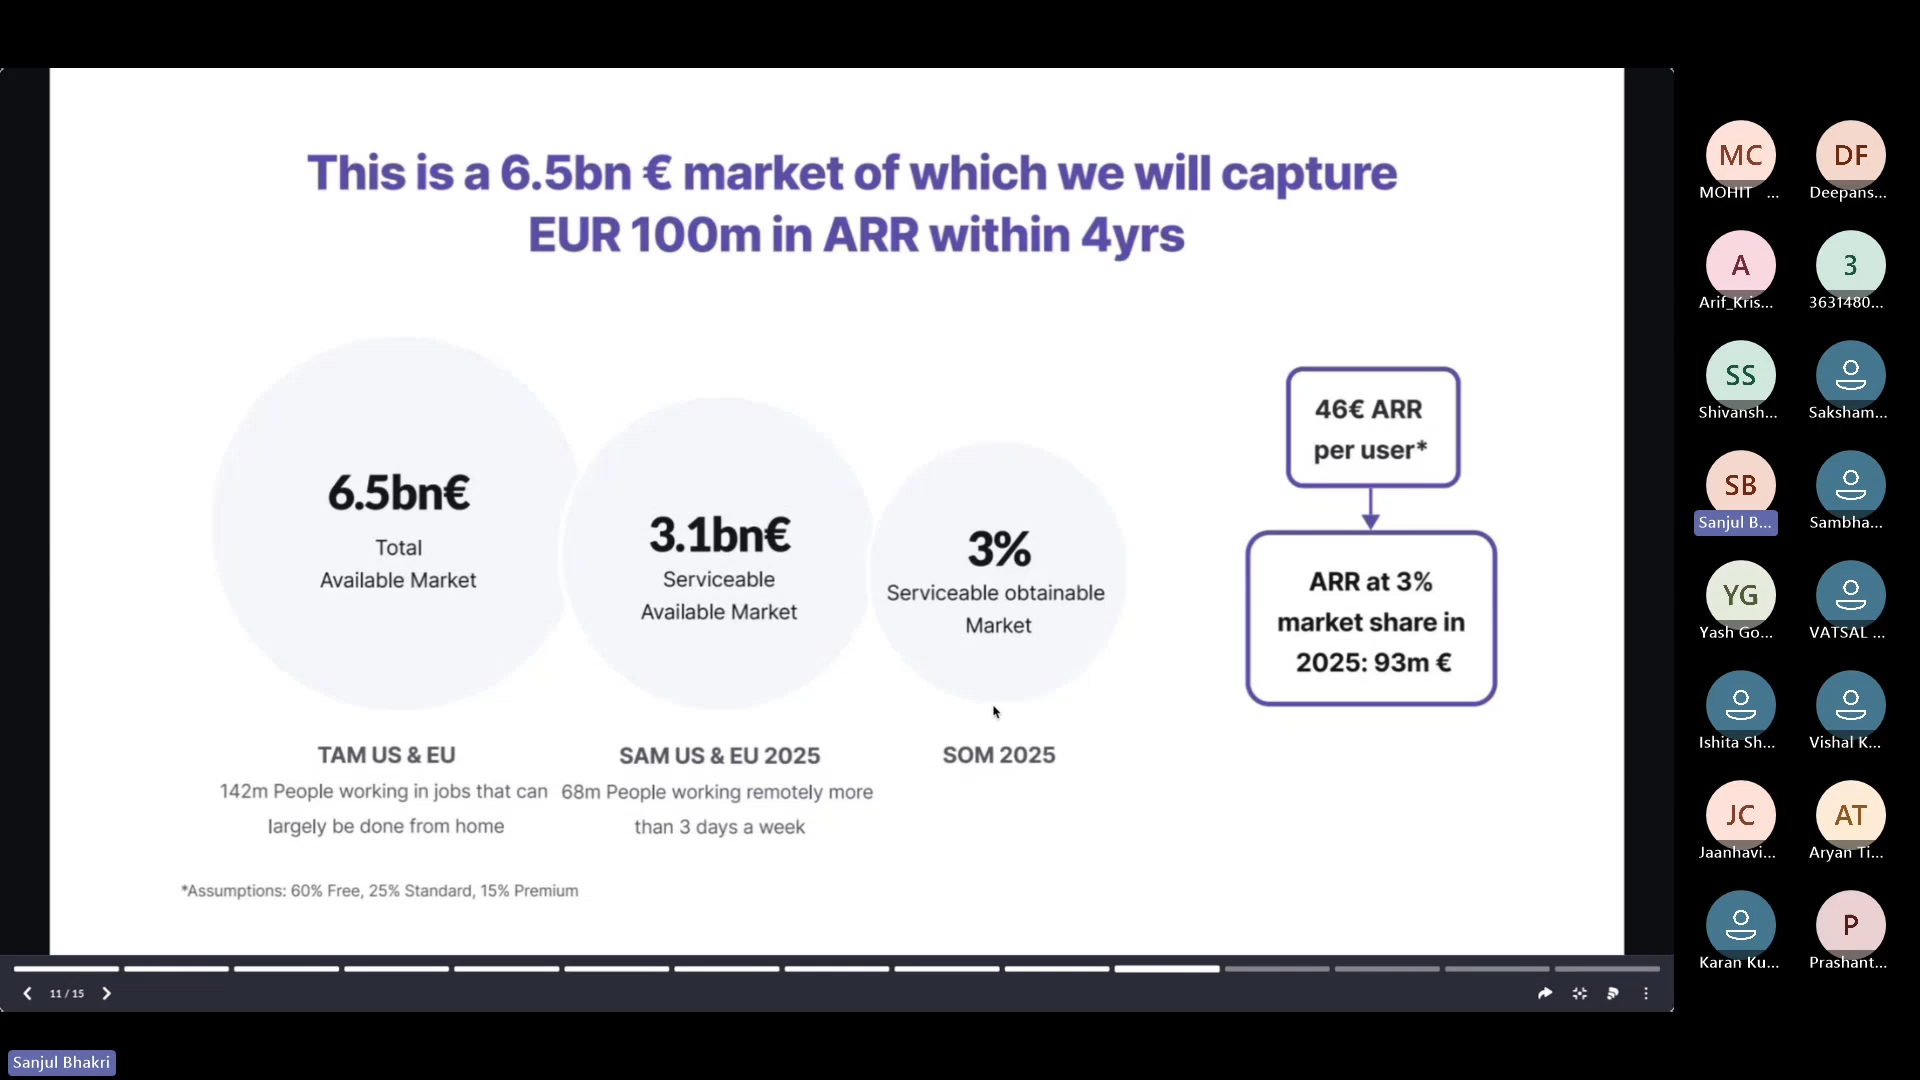 This is a 6.5bn € market of which we will capture
EUR 100m in ARR within 4yrs
6.5bn€
Total
Available Market
3.1bn€
Serviceable
Available Market
3%
Serviceable obtainable
Market
46€ ARR
per user*
ARR at 3%
market share in
2025: 93m €
TAM US & EU
142m People working in jobs that can
largely be done from home
SAM US & EU 2025
68m People working remotely more
than 3 days a week
SOM 2025
*Assumptions: 60% Free, 25% Standard, 15% Premium
11 / 15
Sanjul Bhakri
MC
MOHIT ...
DF
Deepans...
A
Arif_Kris...
3
3631480...
SS
Shivansh...
Saksham...
SB
Sanjul B...
Sambha...
YG
Yash Go...
VATSAL ...
Ishita Sh...
Vishal K...
JC
Jaanhavi...
AT
Aryan Ti...
Karan Ku...
P
Prashant...